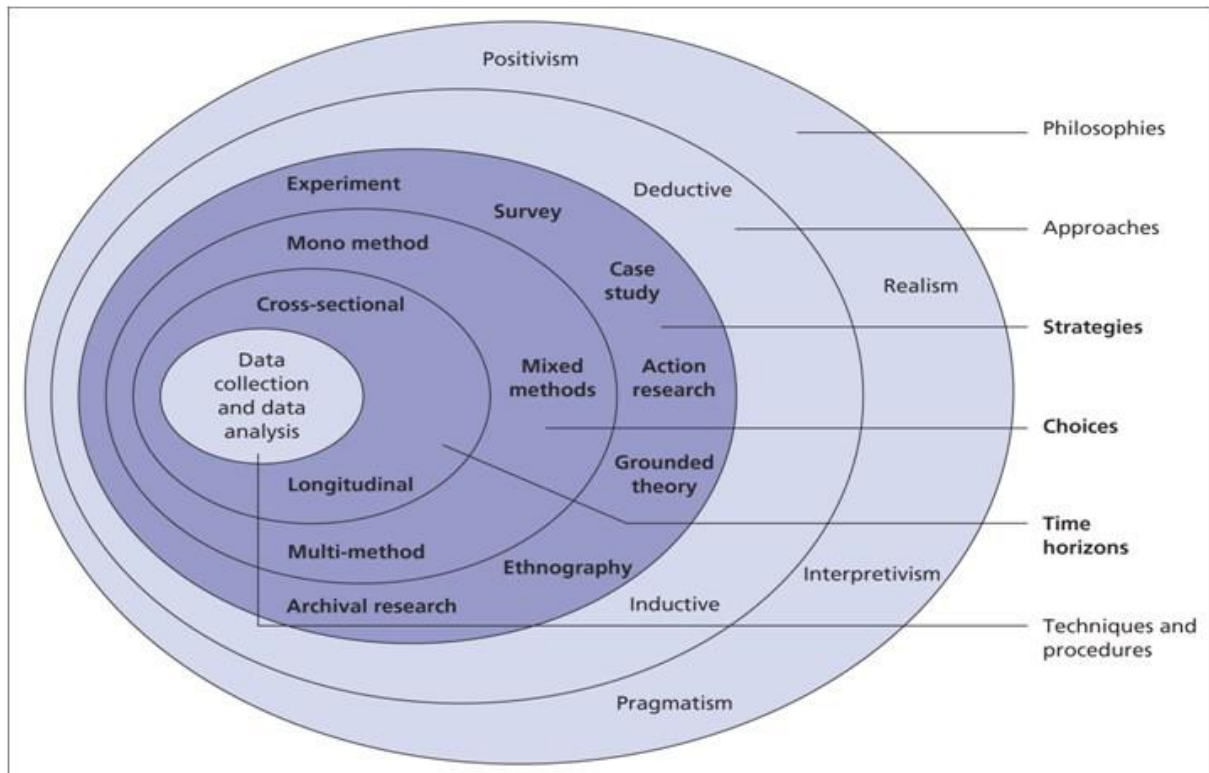 Positivism
Philosophies
Experiment
Deductive
Survey
Approaches
Mono method
Case
study
Realism
Cross-sectional
Strategies
Data
collection
and data
analysis
Mixed
methods
Action
research
Choices
Grounded
theory
Longitudinal
Time
horizons
Multi-method
Ethnography
Interpretivism
Archival research
Inductive
Techniques and
procedures
Pragmatism